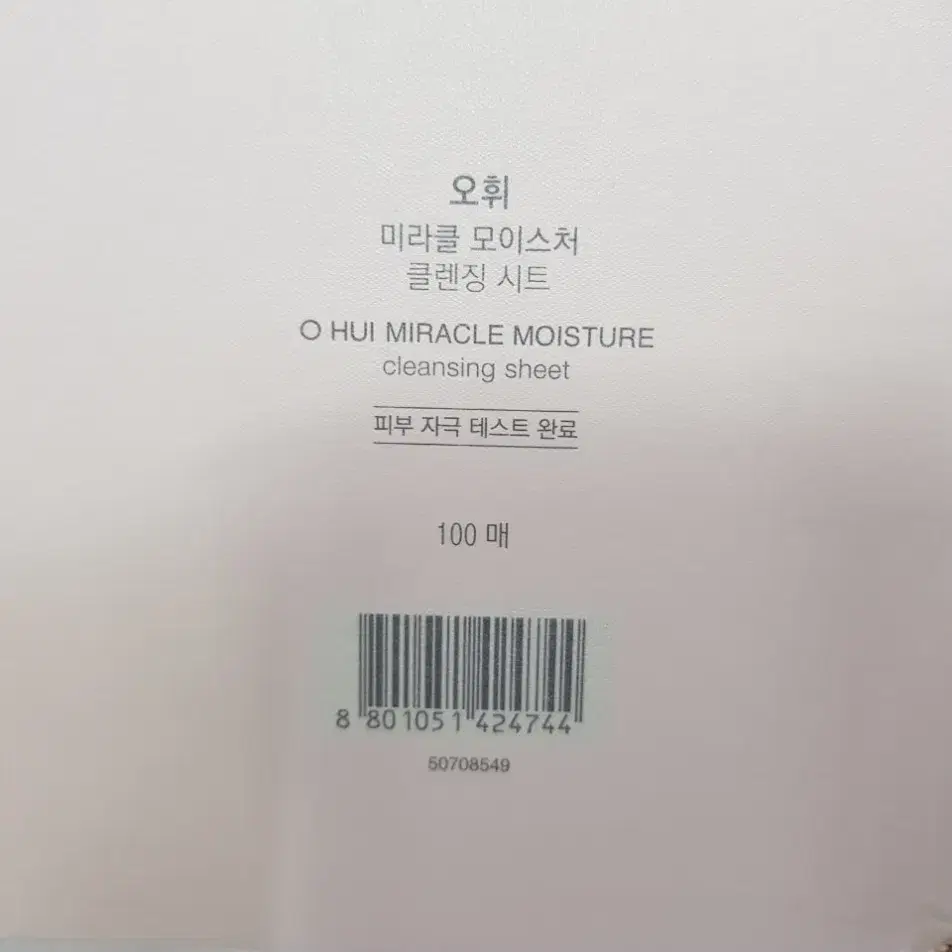 오휘
미라클 모이스처
클렌징 시트
O HUI MIRACLE MOISTURE
cleansing sheet
피부 자극 테스트 완료
100 매
8 801051 424744
50708549